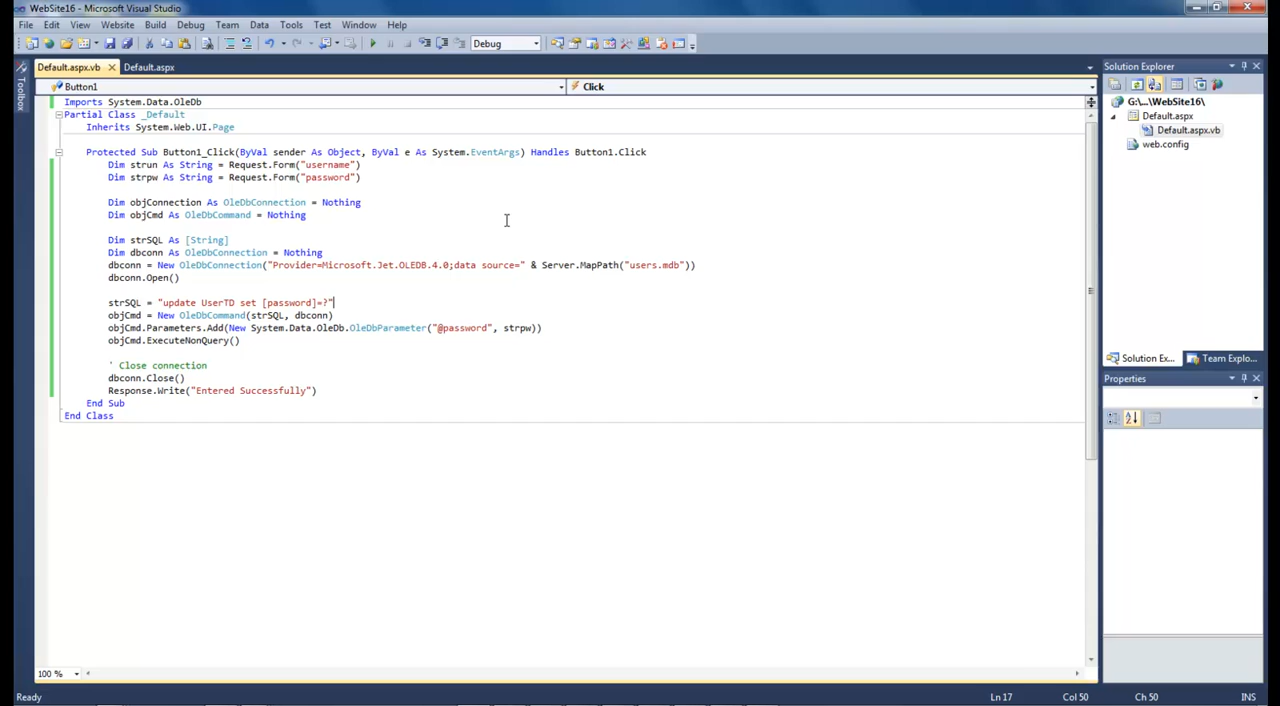 WebSite16 - Microsoft Visual Studio
File Edit View Website Build Debug Team Data Tools Test Window Help
Debug
Default.aspx.vb Default.aspx
Toolbox
Button1 Click
Imports System.Data.OleDb
Partial Class _Default
Inherits System.Web.UI.Page
Protected Sub Button1_Click(ByVal sender As Object, ByVal e As System.EventArgs) Handles Button1.Click
Dim strun As String = Request.Form("username")
Dim strpw As String = Request.Form("password")
Dim objConnection As OleDbConnection = Nothing
Dim objCmd As OleDbCommand = Nothing
Dim strSQL As [String]
Dim dbconn As OleDbConnection = Nothing
dbconn = New OleDbConnection("Provider=Microsoft.Jet.OLEDB.4.0;data source=" & Server.MapPath("users.mdb"))
dbconn.Open()
strSQL = "update UserTD set [password]=?"
objCmd = New OleDbCommand(strSQL, dbconn)
objCmd.Parameters.Add(New System.Data.OleDb.OleDbParameter("@password", strpw))
objCmd.ExecuteNonQuery()
' Close connection
dbconn.Close()
Response.Write("Entered Successfully")
End Sub
End Class
100 %
Solution Explorer
G:\...\WebSite16\
Default.aspx
Default.aspx.vb
web.config
Solution Ex... Team Explo...
Properties
Ready Ln 17 Col 50 Ch 50 INS